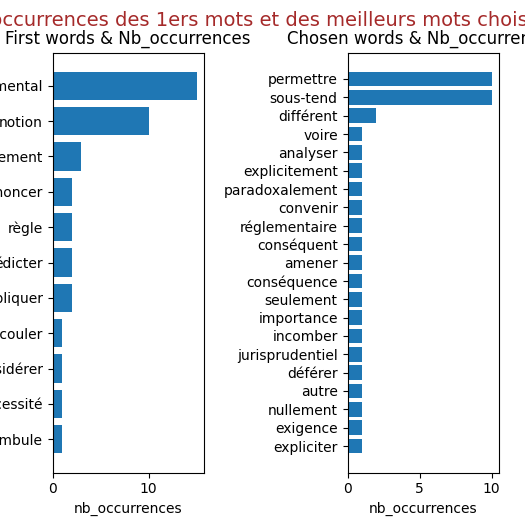 occurrences des 1ers mots et des meilleurs mots chois
First words & Nb_occurrences
mental
notion
ement
noncer
règle
édicter
pliquer
couler
sidérer
cessité
mbule
0 10
nb_occurrences
Chosen words & Nb_occurren
permettre
sous-tend
différent
voire
analyser
explicitement
paradoxalement
convenir
réglementaire
conséquent
amener
conséquence
seulement
importance
incomber
jurisprudentiel
déférer
autre
nullement
exigence
expliciter
0 5 10
nb_occurrences